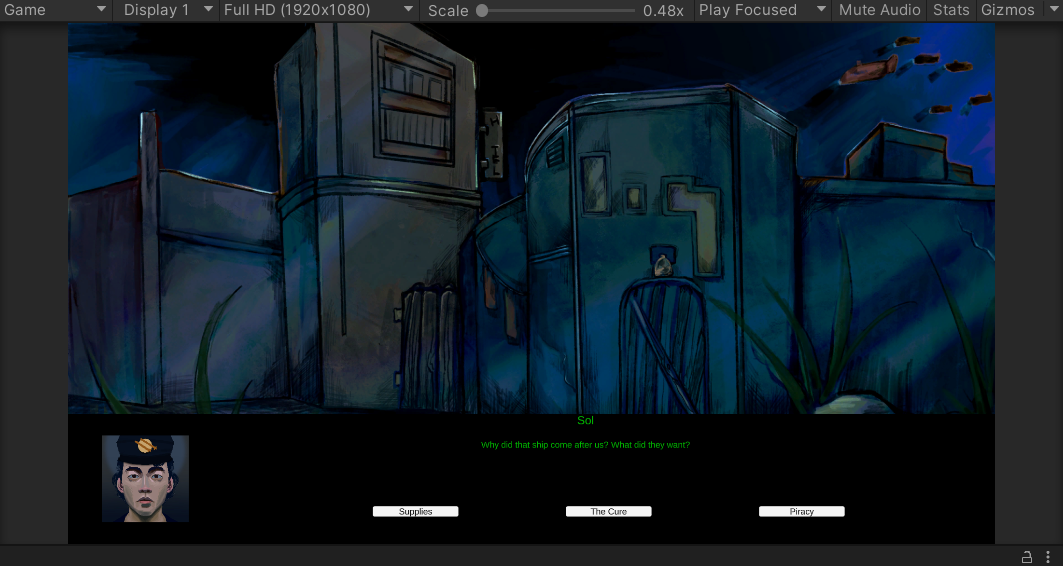 Game Display 1 Full HD (1920x1080) Scale 0.48x Play Focused Mute Audio Stats Gizmos
Sol
Why did that ship come after us? What did they want?
Supplies The Cure Piracy